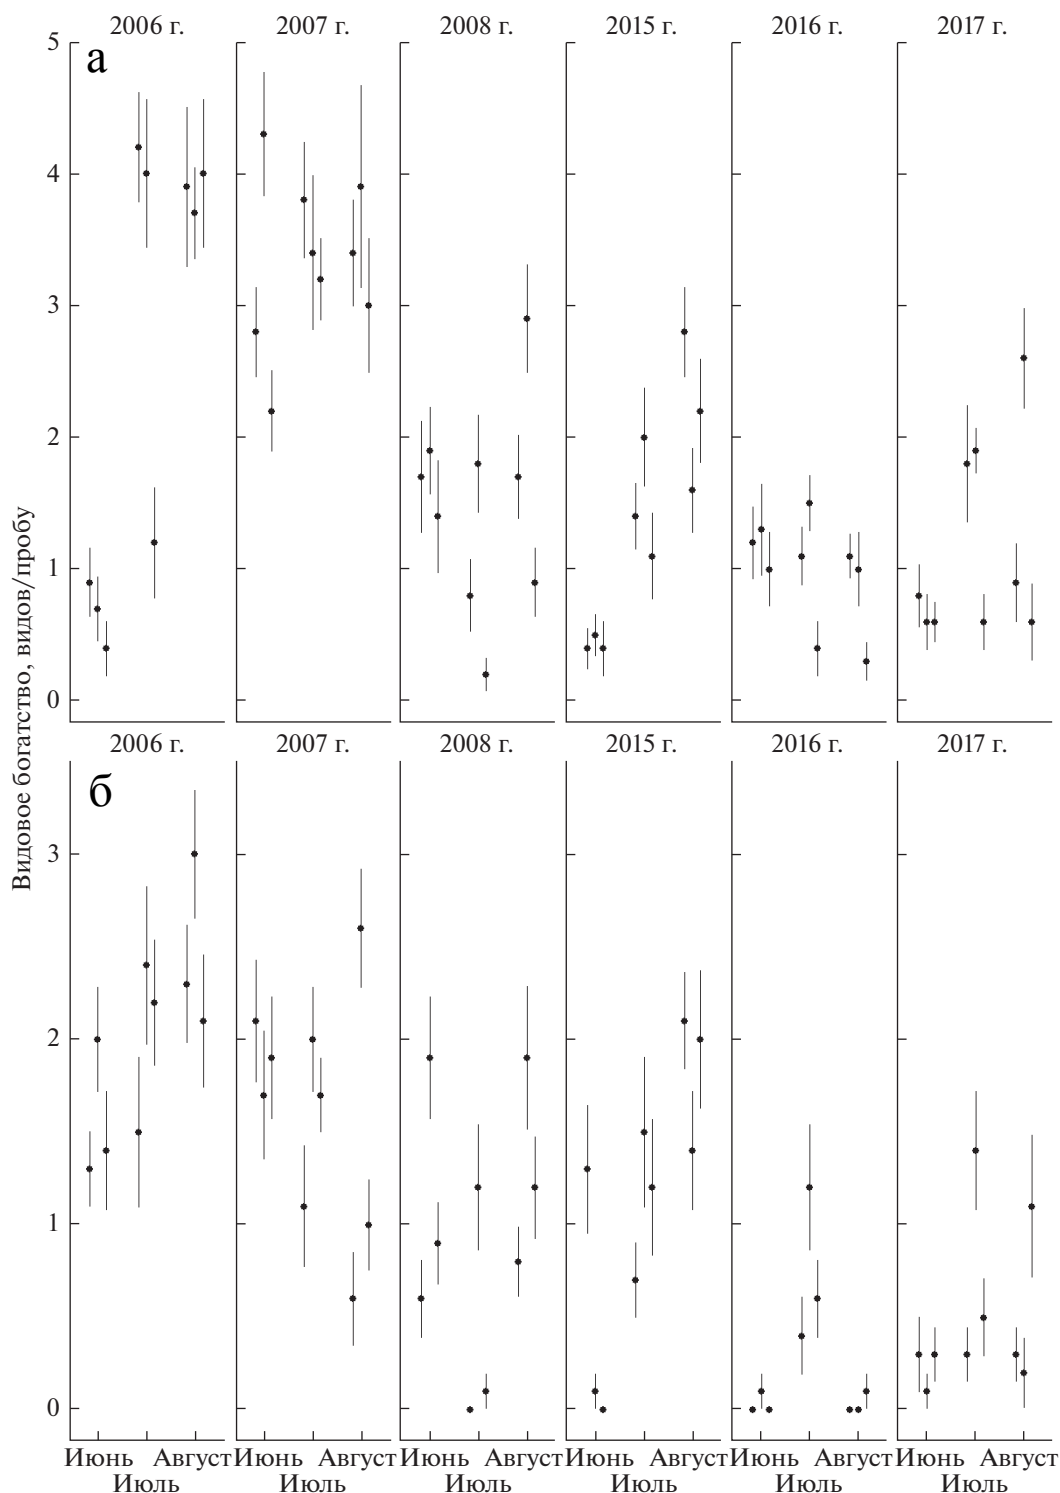 2006 г. 2007 г. 2008 г. 2015 г. 2016 г. 2017 г.
а
5
4
3
2
1
0
Видовое богатство, видов/пробу
2006 г. 2007 г. 2008 г. 2015 г. 2016 г. 2017 г.
б
3
2
1
0
Июнь Август Июнь Август Июнь Август Июнь Август Июнь Август Июнь Август
Июль Июль Июль Июль Июль Июль